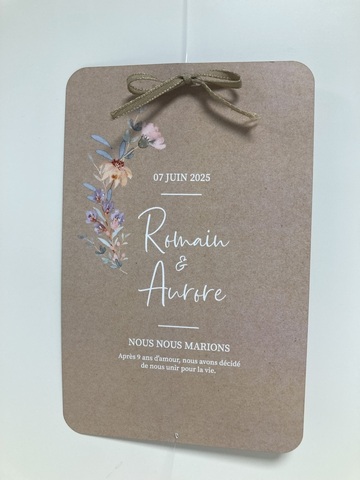 07 JUIN 2025
Romain
&
Aurore
NOUS NOUS MARIONS
Après 9 ans d'amour, nous avons décidé
de nous unir pour la vie.